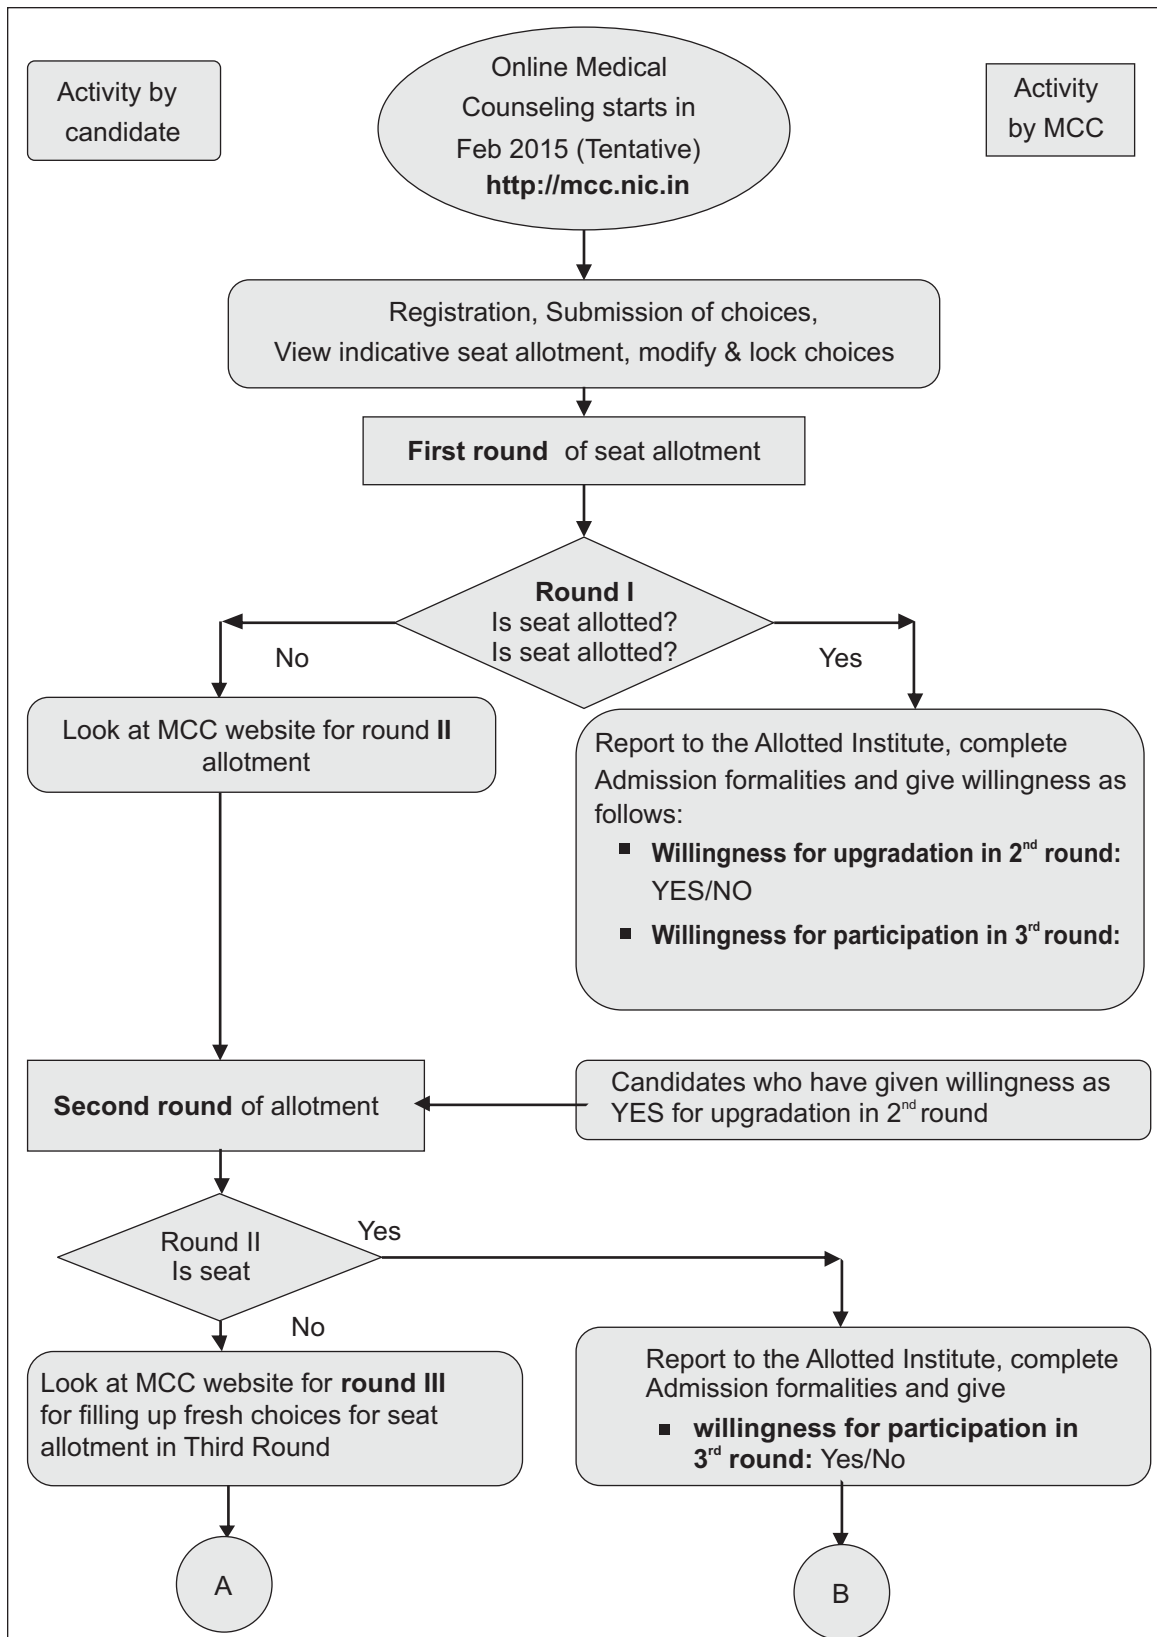 Activity by
candidate
Online Medical
Counseling starts in
Feb 2015 (Tentative)
http://mcc.nic.in
Activity
by MCC
Registration, Submission of choices,
View indicative seat allotment, modify & lock choices
First round of seat allotment
Round I
Is seat allotted?
Is seat allotted?
No
Yes
Look at MCC website for round II
allotment
Report to the Allotted Institute, complete
Admission formalities and give willingness as
follows:
▪ Willingness for upgradation in 2nd round:
YES/NO
▪ Willingness for participation in 3rd round:
Second round of allotment
Candidates who have given willingness as
YES for upgradation in 2nd round
Round II
Is seat
Yes
No
Look at MCC website for round III
for filling up fresh choices for seat
allotment in Third Round
Report to the Allotted Institute, complete
Admission formalities and give
▪ willingness for participation in
3rd round: Yes/No
A
B